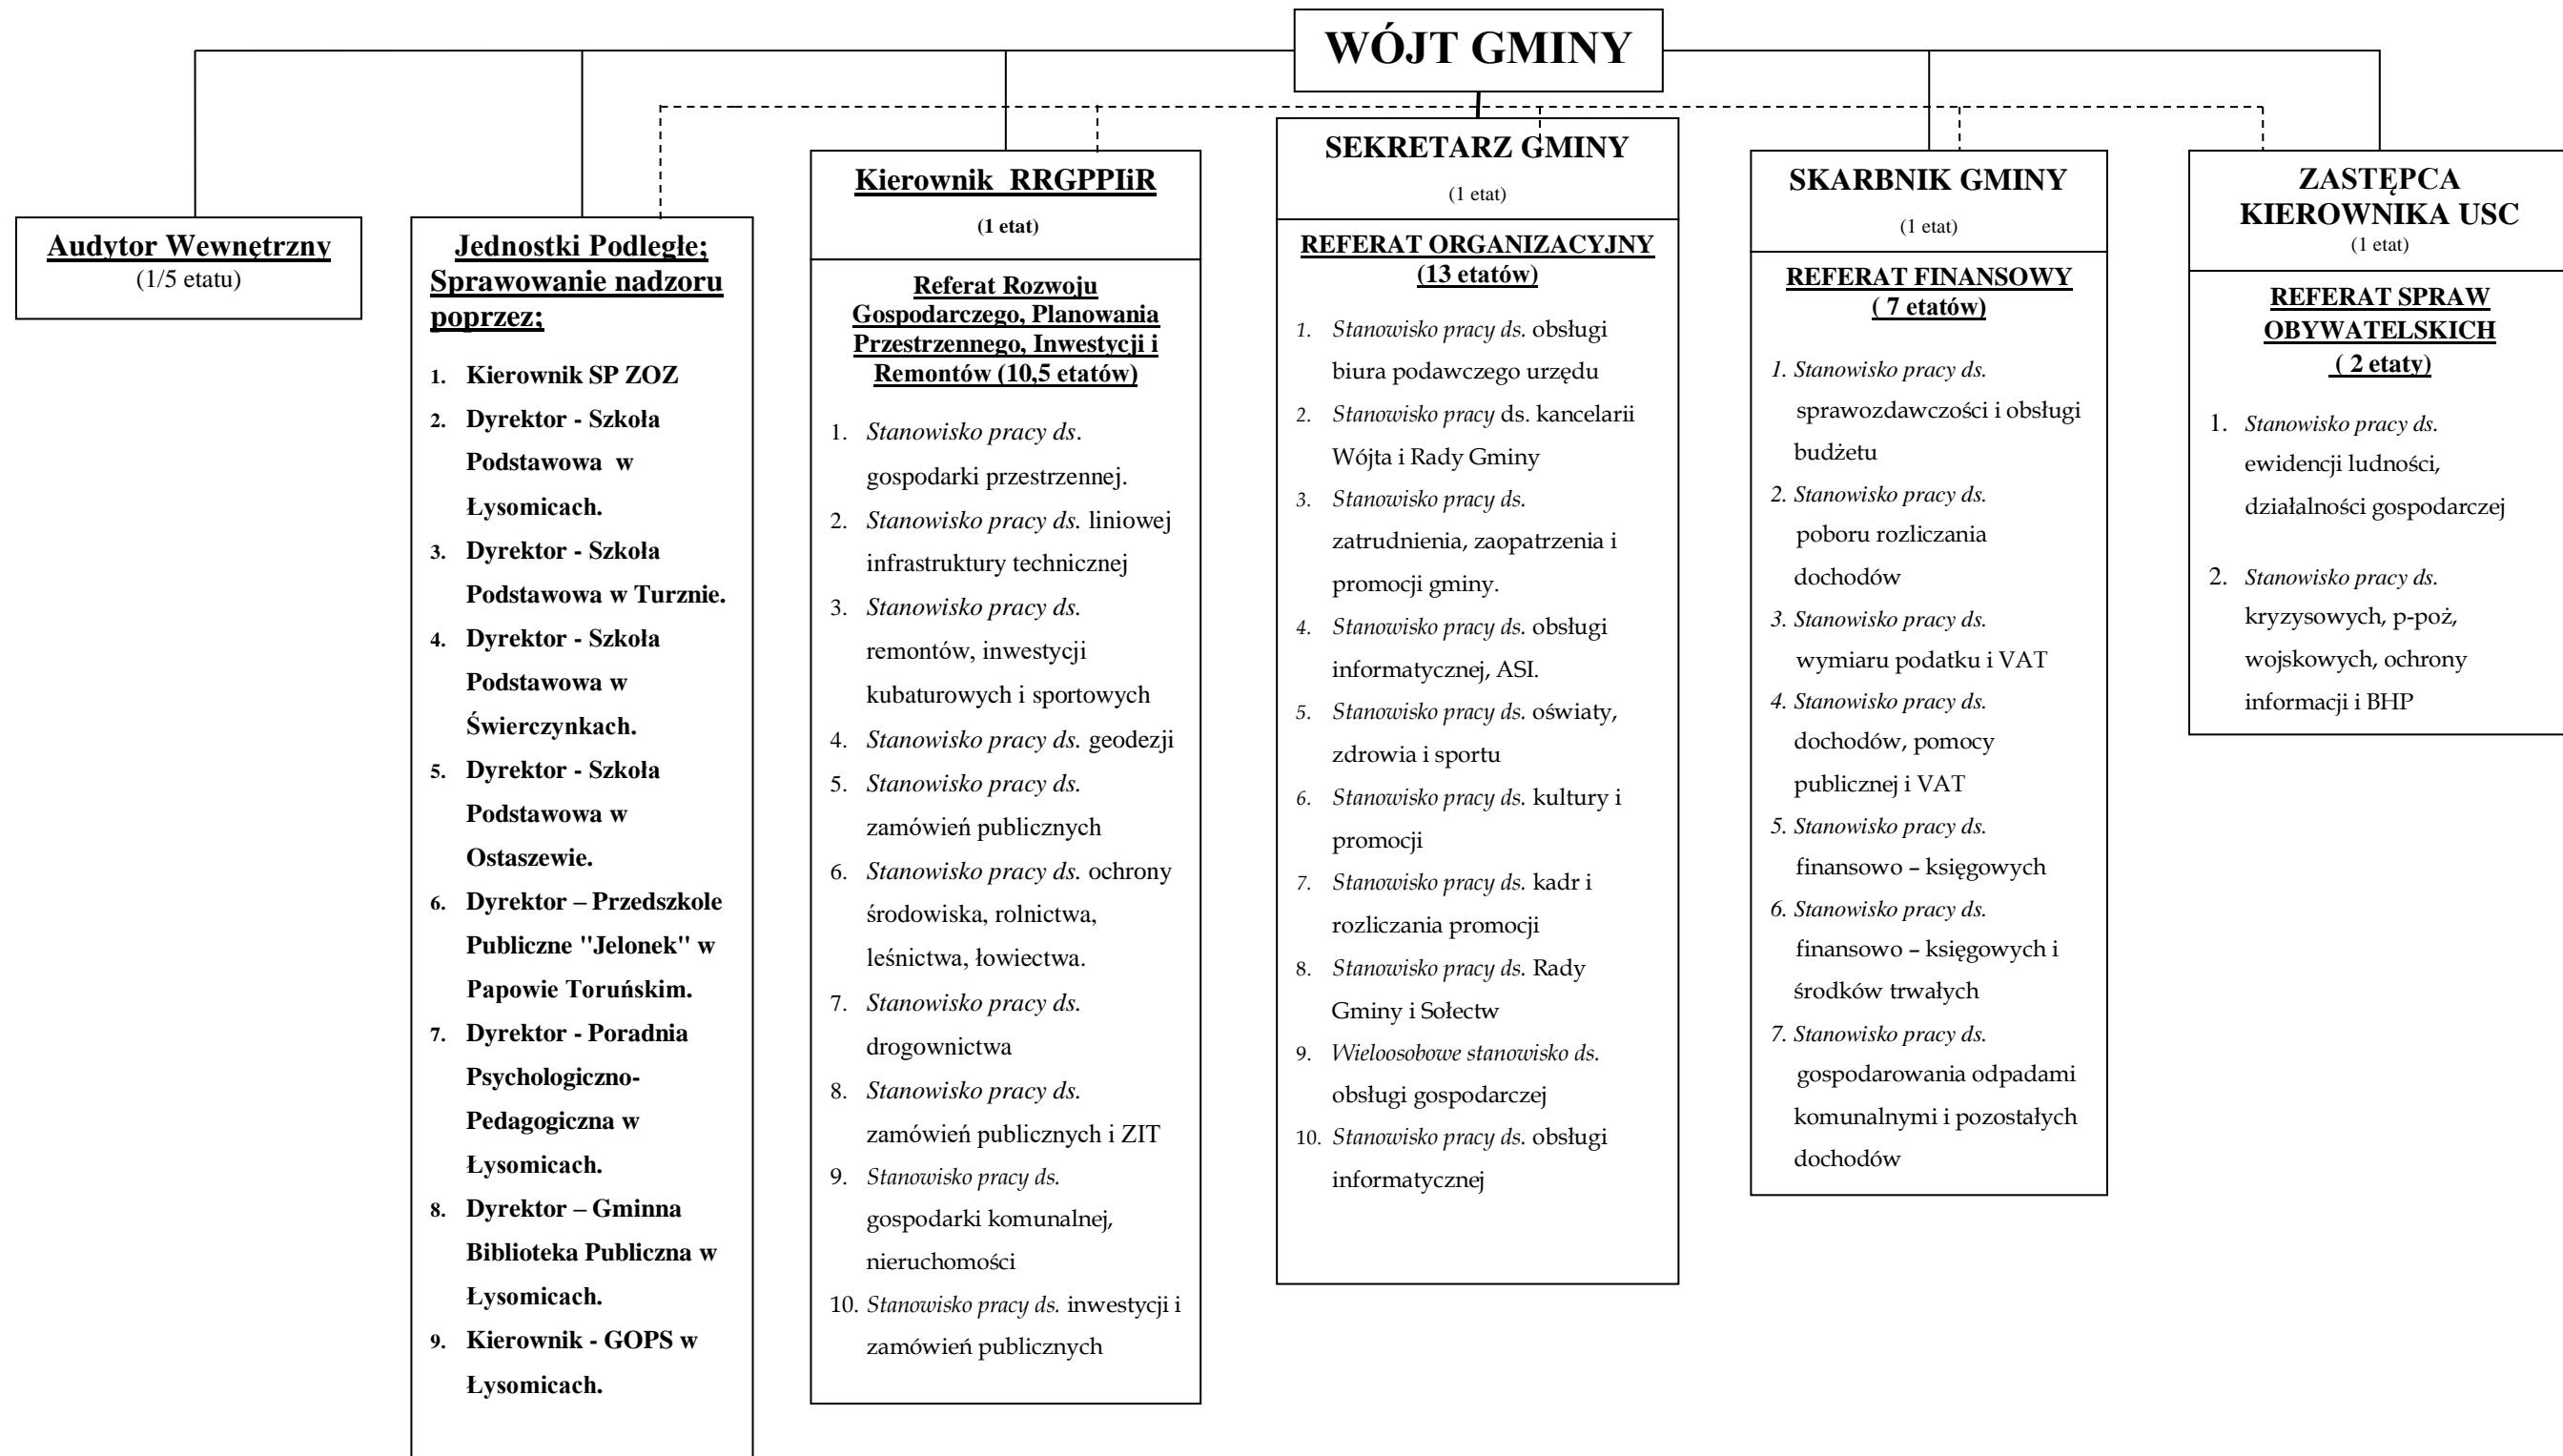 WÓJT GMINY
Audytor Wewnętrzny
(1/5 etatu)
Jednostki Podległe;
Sprawowanie nadzoru
poprzez;
1. Kierownik SP ZOZ
2. Dyrektor - Szkoła
Podstawowa w
Łysomicach.
3. Dyrektor - Szkoła
Podstawowa w Turznie.
4. Dyrektor - Szkoła
Podstawowa w
Świerczynkach.
5. Dyrektor - Szkoła
Podstawowa w
Ostaszewie.
6. Dyrektor – Przedszkole
Publiczne "Jelonek" w
Papowie Toruńskim.
7. Dyrektor - Poradnia
Psychologiczno-
Pedagogiczna w
Łysomicach.
8. Dyrektor – Gminna
Biblioteka Publiczna w
Łysomicach.
9. Kierownik - GOPS w
Łysomicach.
Kierownik RRGPPIiR
(1 etat)
Referat Rozwoju
Gospodarczego, Planowania
Przestrzennego, Inwestycji i
Remontów (10,5 etatów)
1. Stanowisko pracy ds.
gospodarki przestrzennej.
2. Stanowisko pracy ds. liniowej
infrastruktury technicznej
3. Stanowisko pracy ds.
remontów, inwestycji
kubaturowych i sportowych
4. Stanowisko pracy ds. geodezji
5. Stanowisko pracy ds.
zamówień publicznych
6. Stanowisko pracy ds. ochrony
środowiska, rolnictwa,
leśnictwa, łowiectwa.
7. Stanowisko pracy ds.
drogownictwa
8. Stanowisko pracy ds.
zamówień publicznych i ZIT
9. Stanowisko pracy ds.
gospodarki komunalnej,
nieruchomości
10. Stanowisko pracy ds. inwestycji i
zamówień publicznych
SEKRETARZ GMINY
(1 etat)
REFERAT ORGANIZACYJNY
(13 etatów)
1. Stanowisko pracy ds. obsługi
biura podawczego urzędu
2. Stanowisko pracy ds. kancelarii
Wójta i Rady Gminy
3. Stanowisko pracy ds.
zatrudnienia, zaopatrzenia i
promocji gminy.
4. Stanowisko pracy ds. obsługi
informatycznej, ASI.
5. Stanowisko pracy ds. oświaty,
zdrowia i sportu
6. Stanowisko pracy ds. kultury i
promocji
7. Stanowisko pracy ds. kadr i
rozliczania promocji
8. Stanowisko pracy ds. Rady
Gminy i Sołectw
9. Wieloosobowe stanowisko ds.
obsługi gospodarczej
10. Stanowisko pracy ds. obsługi
informatycznej
SKARBNIK GMINY
(1 etat)
REFERAT FINANSOWY
( 7 etatów)
1. Stanowisko pracy ds.
sprawozdawczości i obsługi
budżetu
2. Stanowisko pracy ds.
poboru rozliczania
dochodów
3. Stanowisko pracy ds.
wymiaru podatku i VAT
4. Stanowisko pracy ds.
dochodów, pomocy
publicznej i VAT
5. Stanowisko pracy ds.
finansowo – księgowych
6. Stanowisko pracy ds.
finansowo – księgowych i
środków trwałych
7. Stanowisko pracy ds.
gospodarowania odpadami
komunalnymi i pozostałych
dochodów
ZASTĘPCA
KIEROWNIKA USC
(1 etat)
REFERAT SPRAW
OBYWATELSKICH
( 2 etaty)
1. Stanowisko pracy ds.
ewidencji ludności,
działalności gospodarczej
2. Stanowisko pracy ds.
kryzysowych, p-poż,
wojskowych, ochrony
informacji i BHP